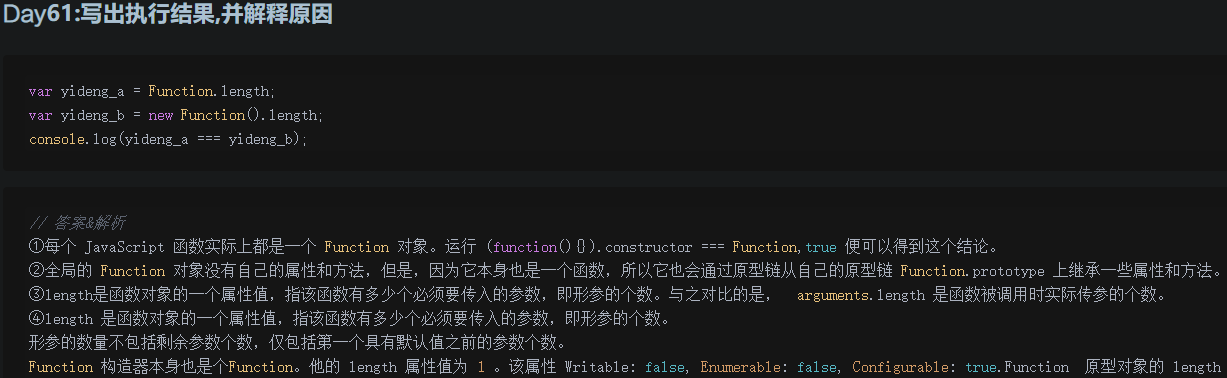 Day61:写出执行结果,并解释原因
var yideng_a = Function.length;
var yideng_b = new Function().length;
console.log(yideng_a === yideng_b);
// 答案&解析
①每个 JavaScript 函数实际上都是一个 Function 对象。运行 (function(){}).constructor === Function,true 便可以得到这个结论。
②全局的 Function 对象没有自己的属性和方法，但是，因为它本身也是一个函数，所以它也会通过原型链从自己的原型链 Function.prototype 上继承一些属性和方法。
③length是函数对象的一个属性值，指该函数有多少个必须要传入的参数，即形参的个数。与之对比的是， arguments.length 是函数被调用时实际传参的个数。
④length 是函数对象的一个属性值，指该函数有多少个必须要传入的参数，即形参的个数。
形参的数量不包括剩余参数个数，仅包括第一个具有默认值之前的参数个数。
Function 构造器本身也是个Function。他的 length 属性值为 1 。该属性 Writable: false, Enumerable: false, Configurable: true.Function 原型对象的 length